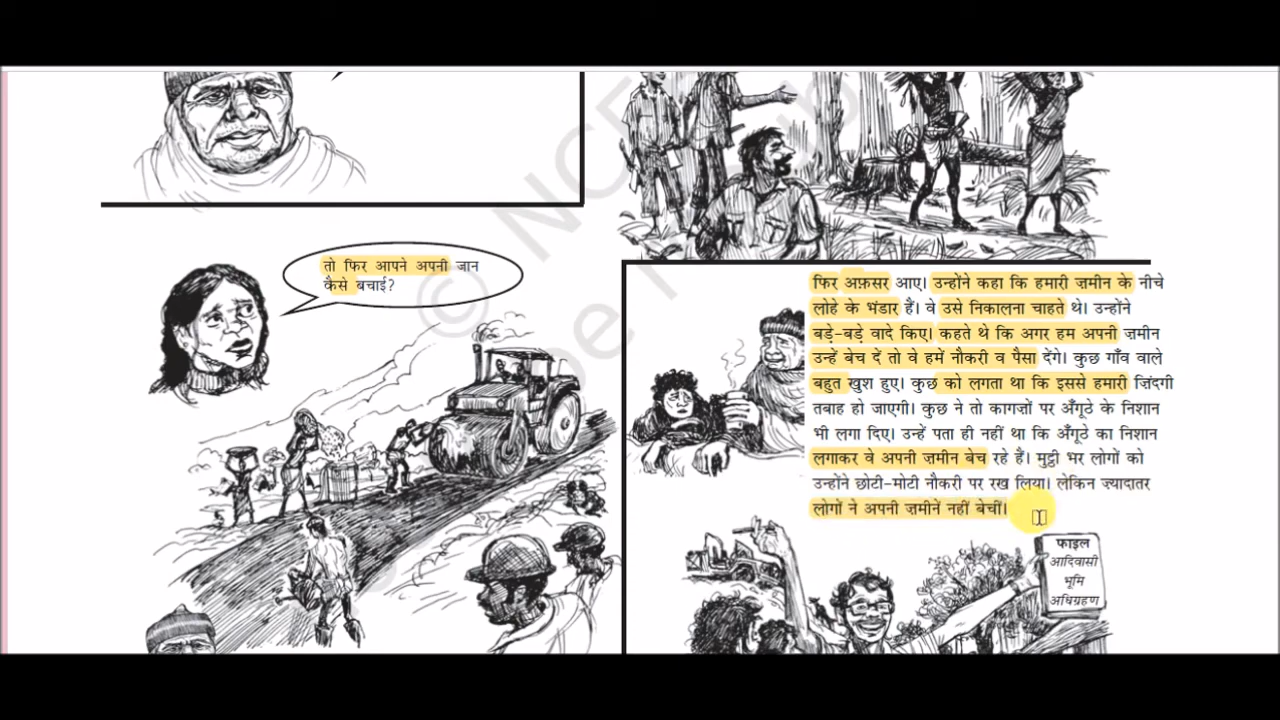 तो फिर आपने अपनी जान
कैसे बचाई?
फिर अफ़सर आए। उन्होंने कहा कि हमारी ज़मीन के नीचे
लोहे के भंडार हैं। वे उसे निकालना चाहते थे। उन्होंने
बड़े-बड़े वादे किए। कहते थे कि अगर हम अपनी ज़मीन
उन्हें बेच दें तो वे हमें नौकरी व पैसा देंगे। कुछ गाँव वाले
बहुत खुश हुए। कुछ को लगता था कि इससे हमारी ज़िंदगी
तबाह हो जाएगी। कुछ ने तो कागजों पर अँगूठे के निशान
भी लगा दिए। उन्हें पता ही नहीं था कि अँगूठे का निशान
लगाकर वे अपनी ज़मीन बेच रहे हैं। मुट्ठी भर लोगों को
उन्होंने छोटी-मोटी नौकरी पर रख लिया। लेकिन ज्यादातर
लोगों ने अपनी ज़मीनें नहीं बेचीं।
फाइल
आदिवासी
भूमि
अधिग्रहण